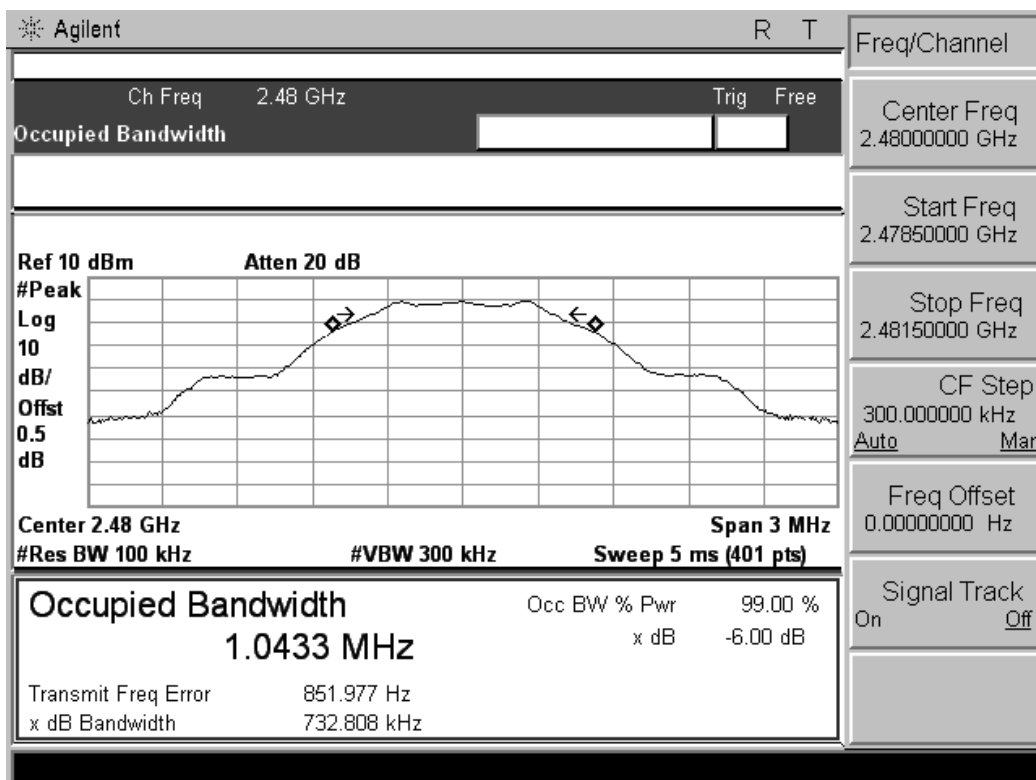 Agilent R T
Ch Freq 2.48 GHz Trig Free
Occupied Bandwidth
Ref 10 dBm Atten 20 dB
#Peak
Log
10
dB/
Offst
0.5
dB
Center 2.48 GHz Span 3 MHz
#Res BW 100 kHz #VBW 300 kHz Sweep 5 ms (401 pts)
Occupied Bandwidth
1.0433 MHz
Occ BW % Pwr 99.00 %
x dB -6.00 dB
Transmit Freq Error 851.977 Hz
x dB Bandwidth 732.808 kHz
Freq/Channel
Center Freq
2.48000000 GHz
Start Freq
2.47850000 GHz
Stop Freq
2.48150000 GHz
CF Step
300.000000 kHz
Auto Man
Freq Offset
0.00000000 Hz
Signal Track
On Off